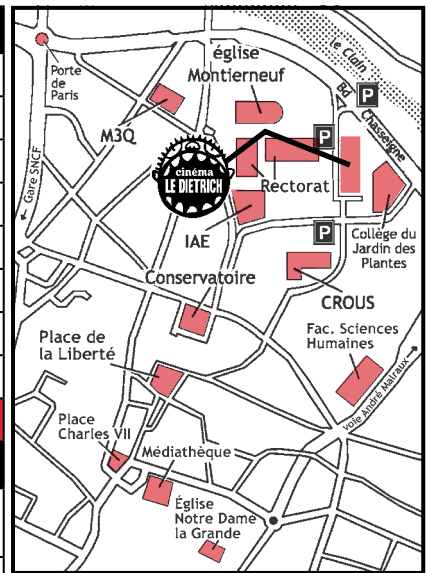 le Clain
église
Montierneuf
Porte
de
Paris
P
Bd Chasseigne
M3Q
P
cinéma
LE DIETRICH
Rectorat
Gare SNCF
IAE
P
Collège du
Jardin des
Plantes
Conservatoire
CROUS
Fac. Sciences
Humaines
Place de
la Liberté
voie André Malraux
Place
Charles VII
Médiathèque
Église
Notre Dame
la Grande